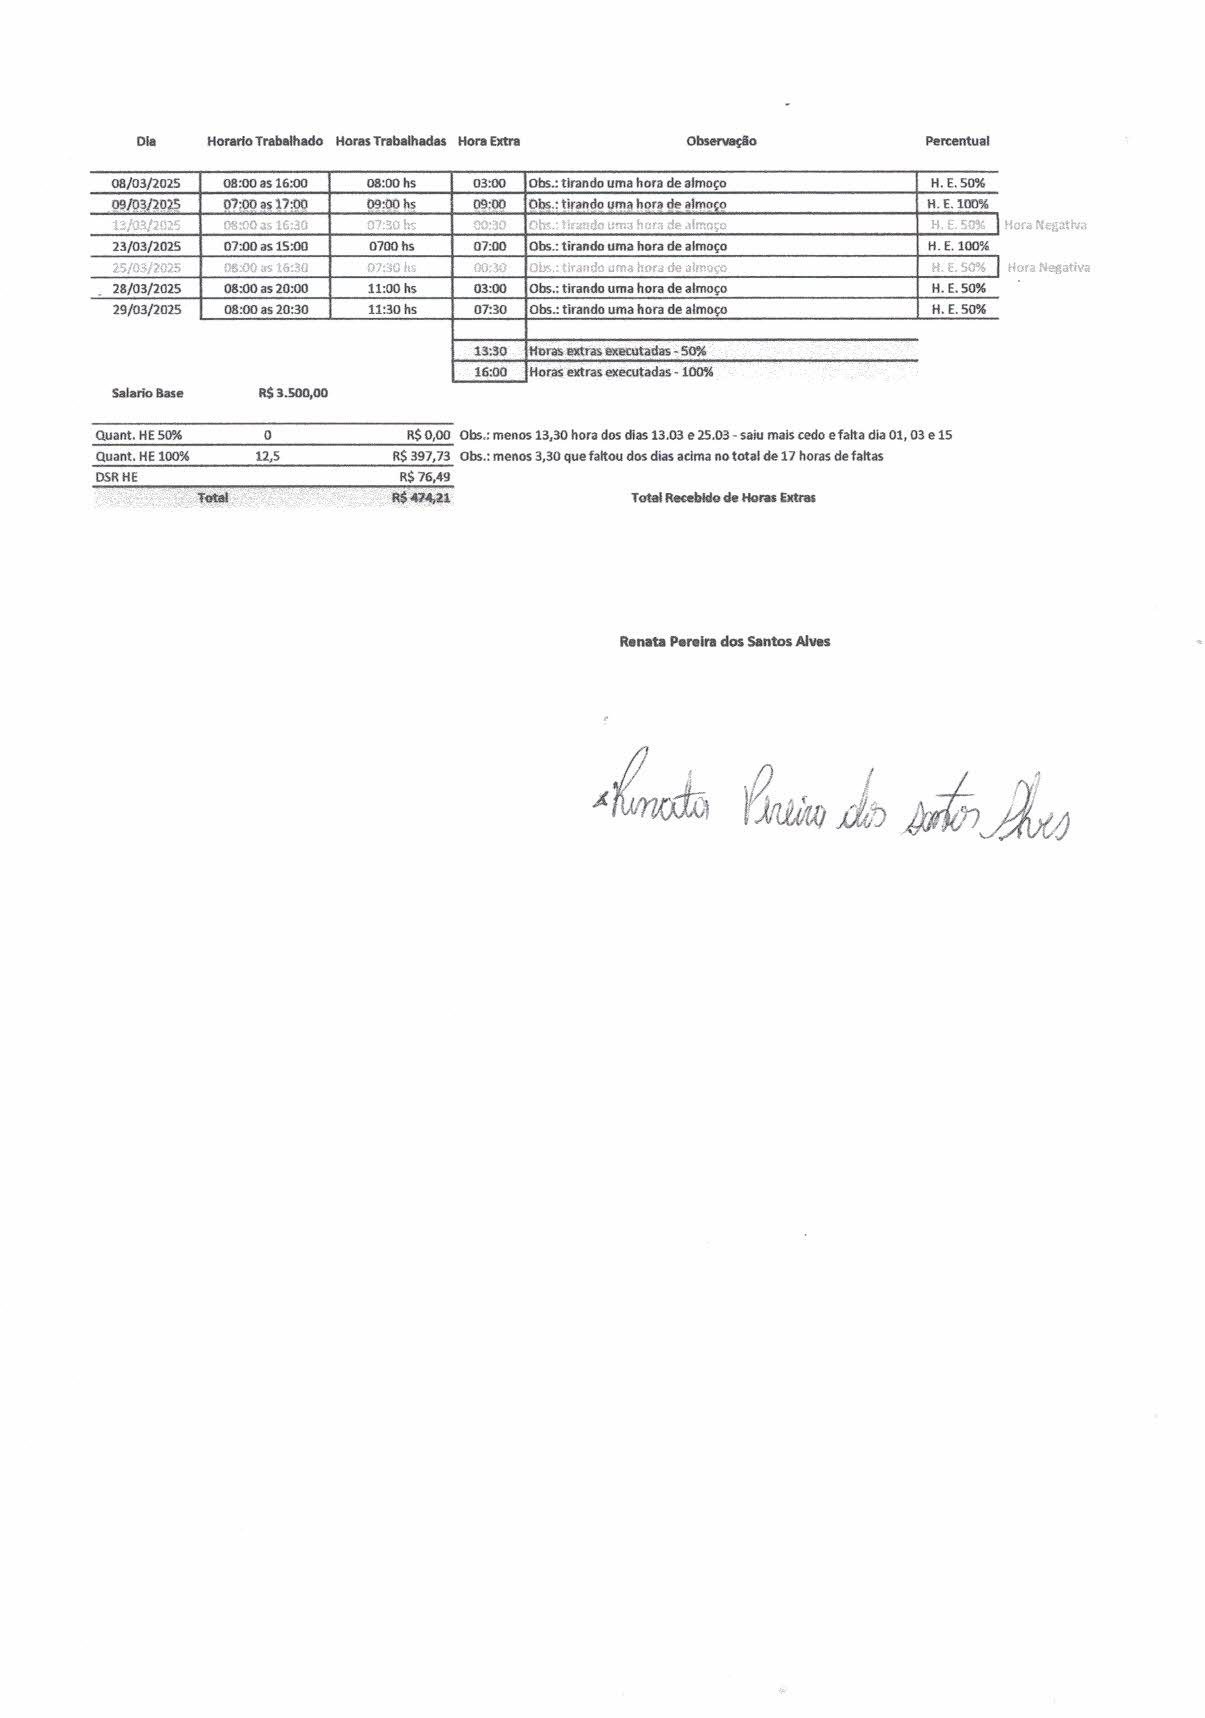 Dia Horario Trabalhado Horas Trabalhadas Hora Extra Observação Percentual
08/03/2025 08:00 as 16:00 08:00 hs 03:00 Obs.: tirando uma hora de almoço H. E. 50%
09/03/2025 07:00 as 17:00 09:00 hs 09:00 Obs.: tirando uma hora de almoço H. E. 100%
13/03/2025 08:00 as 16:30 07:30 hs 00:30 Obs.: tirando uma hora de almoço H. E. 50% Hora Negativa
23/03/2025 07:00 as 15:00 0700 hs 07:00 Obs.: tirando uma hora de almoço H. E. 100%
25/03/2025 08:00 as 16:30 07:30 hs 00:30 Obs.: tirando uma hora de almoço H. E. 50% Hora Negativa
28/03/2025 08:00 as 20:00 11:00 hs 03:00 Obs.: tirando uma hora de almoço H. E. 50%
29/03/2025 08:00 as 20:30 11:30 hs 07:30 Obs.: tirando uma hora de almoço H. E. 50%
13:30 Horas extras executadas - 50%
16:00 Horas extras executadas - 100%
Salario Base R$ 3.500,00
Quant. HE 50% 0 R$ 0,00 Obs.: menos 13,30 hora dos dias 13.03 e 25.03 - saiu mais cedo e falta dia 01, 03 e 15
Quant. HE 100% 12,5 R$ 397,73 Obs.: menos 3,30 que faltou dos dias acima no total de 17 horas de faltas
DSR HE R$ 76,49
Total R$ 474,21 Total Recebido de Horas Extras
Renata Pereira dos Santos Alves
Renata Pereira dos santos Alves